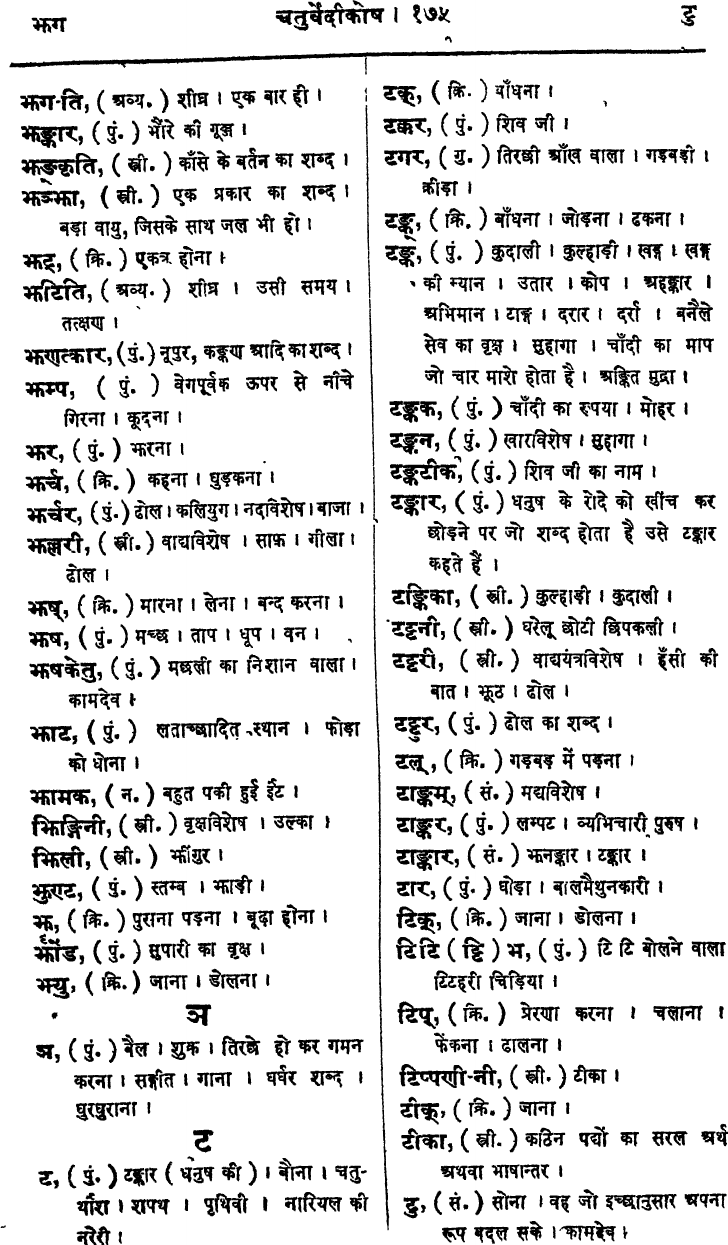 झग
चतुर्वेदीकोष । १७५
टु
झग-ति, ( अव्य. ) शीघ्र । एक बार ही ।
झङ्कार, ( पुं. ) भौंरे की गूञ्ज ।
झङ्कृति, ( स्त्री. ) काँसे के बर्तन का शब्द ।
झञ्झा, ( स्त्री. ) एक प्रकार का शब्द ।
बड़ा वायु, जिसके साथ जल भी हो ।
झट्, ( क्रि. ) एकत्र होना ।
झटिति, ( अव्य. ) शीघ्र । उसी समय ।
तत्क्षण ।
झणत्कार, (पुं.) नूपुर, कङ्कण आदि का शब्द ।
झम्प, ( पुं. ) वेगपूर्वक ऊपर से नीचे
गिरना । कूदना ।
झर, ( पुं. ) झरना ।
झर्च, ( क्रि. ) कहना । घुड़कना ।
झर्चर, (पुं.) ढोल । कलियुग । नदविशेष । बाजा ।
झल्लरी, ( स्त्री. ) वाद्यविशेष । साफ़ । गीला ।
ढोल ।
झष्, ( क्रि. ) मारना । लेना । बन्द करना ।
झष, ( पुं. ) मच्छ । ताप । धूप । वन ।
झषकेतु, ( पुं. ) मछली का निशान वाला ।
कामदेव ।
झाट, ( पुं. ) लताच्छादित स्थान । फोड़ा
को धोना ।
झामक, ( न. ) बहुत पकी हुई ईंट ।
झिङ्गिनी, ( स्त्री. ) वृक्षविशेष । उल्का ।
झिली, ( स्त्री. ) झींगुर ।
झुण्ट, ( पुं. ) स्तम्ब । झाड़ी ।
झॄ, ( क्रि. ) पुराना पड़ना । बूढ़ा होना ।
झोंड, ( पुं. ) सुपारी का वृक्ष ।
झ्यु, ( क्रि. ) जाना । डोलना ।
ञ
ञ, ( पुं. ) बैल । शुक्र । तिरछे हो कर गमन
करना । सङ्गीत । गाना । घर्घर शब्द ।
घुरघुराना ।
ट
ट, ( पुं. ) टङ्कार ( धनुष की ) । बौना । चतु-
र्थांश । शपथ । पृथिवी । नारियल की
नरेरी ।
टक्, ( क्रि. ) बाँधना ।
टक्कर, ( पुं. ) शिव जी ।
टगर, ( गु. ) तिरछी आँख वाला । गड़बड़ी ।
क्रीड़ा ।
टङ्क्, ( क्रि. ) बाँधना । जोड़ना । ढकना ।
टङ्क, ( पुं. ) कुदाली । कुल्हाड़ी । खड्ग । खड्ग
की म्यान । उतार । कोप । अहङ्कार ।
अभिमान । टाङ्ग । दरार । दर्रा । बनैले
सेव का वृक्ष । सुहागा । चाँदी का माप
जो चार माशे होता है । अङ्कित मुद्रा ।
टङ्कक, ( पुं. ) चाँदी का रुपया । मोहर ।
टङ्कन, ( पुं. ) खारविशेष । सुहागा ।
टङ्कटीक, ( पुं. ) शिव जी का नाम ।
टङ्कार, ( पुं. ) धनुष के रोदे को खींच कर
छोड़ने पर जो शब्द होता है उसे टङ्कार
कहते हैं ।
टङ्किका, ( स्त्री. ) कुल्हाड़ी । कुदाली ।
टट्टनी, ( स्त्री. ) घरेलू छोटी छिपकली ।
टट्टरी, ( स्त्री. ) वाद्ययंत्रविशेष । हँसी की
बात । झूठ । ढोल ।
टट्टुर, ( पुं. ) ढोल का शब्द ।
टल्, ( क्रि. ) गड़बड़ में पड़ना ।
टाङ्कम्, ( सं. ) मद्यविशेष ।
टाङ्कर, ( पुं. ) लम्पट । व्यभिचारी पुरुष ।
टाङ्कार, ( सं. ) झनङ्कार । टङ्कार ।
टार, ( पुं. ) घोड़ा । बालमैथुनकारी ।
टिक्, ( क्रि. ) जाना । डोलना ।
टिटि ( ट्टि ) भ, ( पुं. ) टि टि बोलने वाला
टिटहरी चिड़िया ।
टिप्, ( क्रि. ) प्रेरणा करना । चलाना ।
फेंकना । ढालना ।
टिप्पणी-नी, ( स्त्री. ) टीका ।
टीक्, ( क्रि. ) जाना ।
टीका, ( स्त्री. ) कठिन पदों का सरल अर्थ
अथवा भाषान्तर ।
टु, ( सं. ) सोना । वह जो इच्छानुसार अपना
रूप बदल सके । कामदेव ।